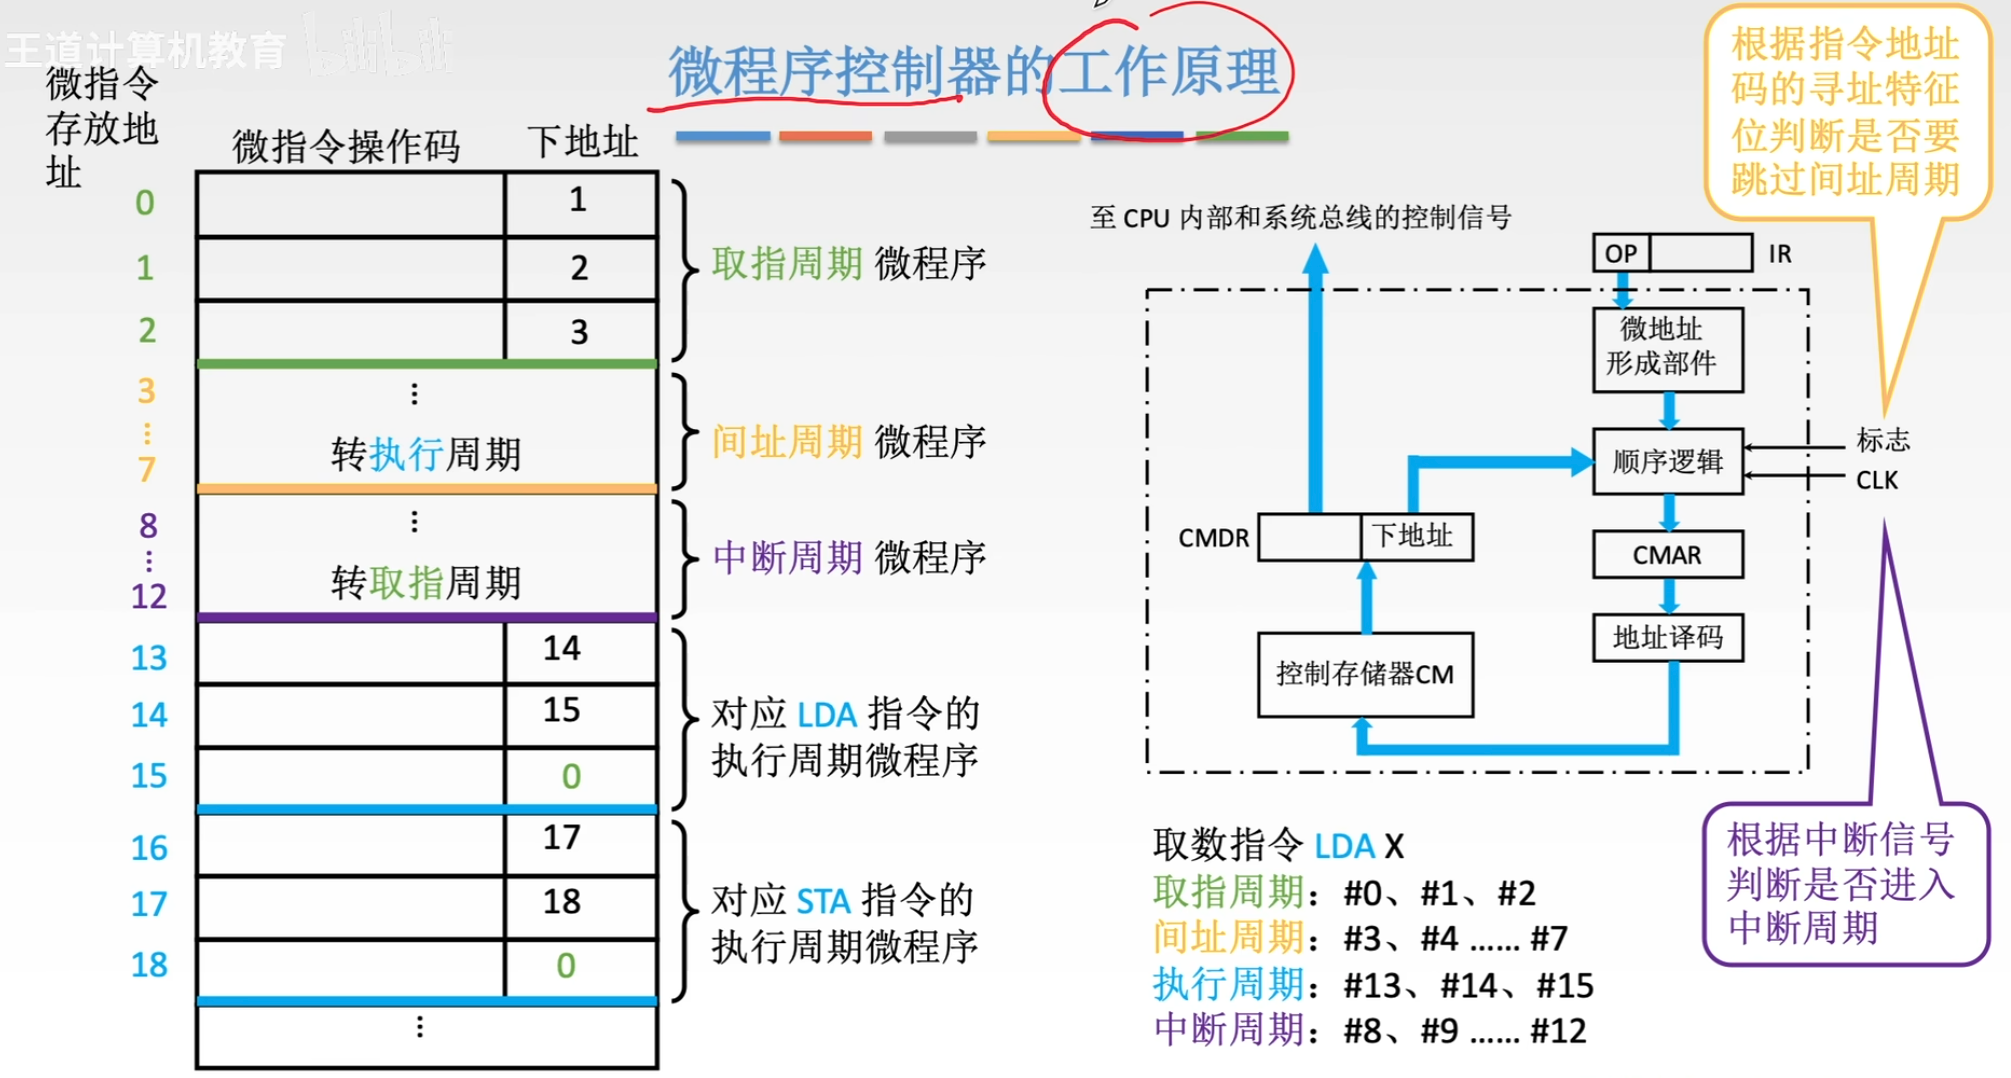 王道计算机教育 bilibili
微程序控制器的工作原理
微指令
存放地
址
微指令操作码 下地址
0 1
1 2
2 3
取指周期 微程序
3
⋮
7
⋮
转执行周期
间址周期 微程序
8
⋮
12
⋮
转取指周期
中断周期 微程序
13 14
14 15
15 0
对应 LDA 指令的
执行周期微程序
16 17
17 18
18 0
对应 STA 指令的
执行周期微程序
⋮
根据指令地址
码的寻址特征
位判断是否要
跳过间址周期
至 CPU 内部和系统总线的控制信号
OP IR
微地址
形成部件
顺序逻辑
标志
CLK
CMDR 下地址
CMAR
地址译码
控制存储器CM
取数指令 LDA X
取指周期：#0、#1、#2
间址周期：#3、#4 …… #7
执行周期：#13、#14、#15
中断周期：#8、#9 …… #12
根据中断信号
判断是否进入
中断周期